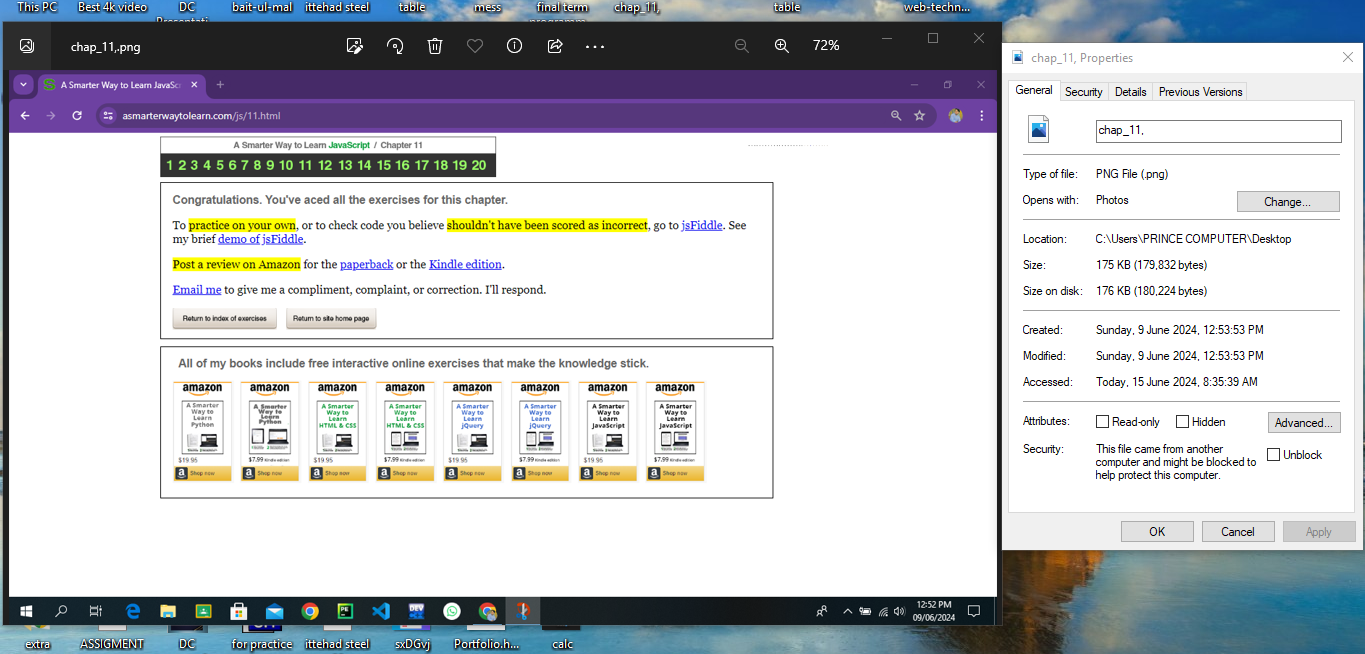 This PC Best 4k video DC bait-ul-mal ittehad steel table mess final term chap_11, table web-techn...
chap_11,.png
72%
A Smarter Way to Learn JavaSc
asmarterwaytolearn.com/js/11.html
A Smarter Way to Learn JavaScript / Chapter 11
1 2 3 4 5 6 7 8 9 10 11 12 13 14 15 16 17 18 19 20
Congratulations. You've aced all the exercises for this chapter.
To practice on your own, or to check code you believe shouldn't have been scored as incorrect, go to jsFiddle. See
my brief demo of jsFiddle.
Post a review on Amazon for the paperback or the Kindle edition.
Email me to give me a compliment, complaint, or correction. I'll respond.
Return to index of exercises Return to site home page
All of my books include free interactive online exercises that make the knowledge stick.
amazon amazon amazon amazon amazon amazon amazon amazon
A Smarter Way to Learn Python
$19.95
Shop now
A Smarter Way to Learn Python
$7.99 Kindle edition
Shop now
A Smarter Way to Learn HTML & CSS
$19.95
Shop now
A Smarter Way to Learn HTML & CSS
$7.99 Kindle edition
Shop now
A Smarter Way to Learn jQuery
$19.95
Shop now
A Smarter Way to Learn jQuery
$7.99 Kindle edition
Shop now
A Smarter Way to Learn JavaScript
$19.95
Shop now
A Smarter Way to Learn JavaScript
$7.99 Kindle edition
Shop now
12:52 PM
09/06/2024
extra ASSIGMENT DC for practice ittehad steel sxDGvj Portfolio.h... calc
chap_11, Properties
General Security Details Previous Versions
chap_11,
Type of file: PNG File (.png)
Opens with: Photos Change...
Location: C:\Users\PRINCE COMPUTER\Desktop
Size: 175 KB (179,832 bytes)
Size on disk: 176 KB (180,224 bytes)
Created: Sunday, 9 June 2024, 12:53:53 PM
Modified: Sunday, 9 June 2024, 12:53:53 PM
Accessed: Today, 15 June 2024, 8:35:39 AM
Attributes: Read-only Hidden Advanced...
Security: This file came from another
computer and might be blocked to
help protect this computer.
Unblock
OK Cancel Apply